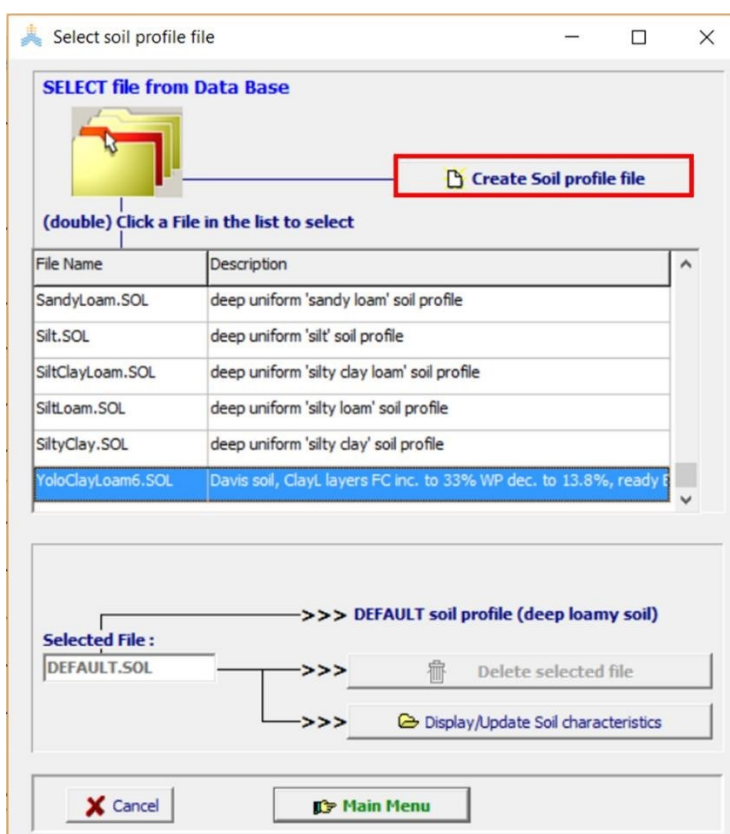 Select soil profile file
SELECT file from Data Base
Create Soil profile file
(double) Click a File in the list to select
File Name Description
SandyLoam.SOL deep uniform 'sandy loam' soil profile
Silt.SOL deep uniform 'silt' soil profile
SiltClayLoam.SOL deep uniform 'silty clay loam' soil profile
SiltLoam.SOL deep uniform 'silty loam' soil profile
SiltyClay.SOL deep uniform 'silty clay' soil profile
YoloClayLoam6.SOL Davis soil, ClayL layers FC inc. to 33% WP dec. to 13.8%, ready
>>> DEFAULT soil profile (deep loamy soil)
Selected File :
DEFAULT.SOL >>> Delete selected file
>>> Display/Update Soil characteristics
Cancel Main Menu